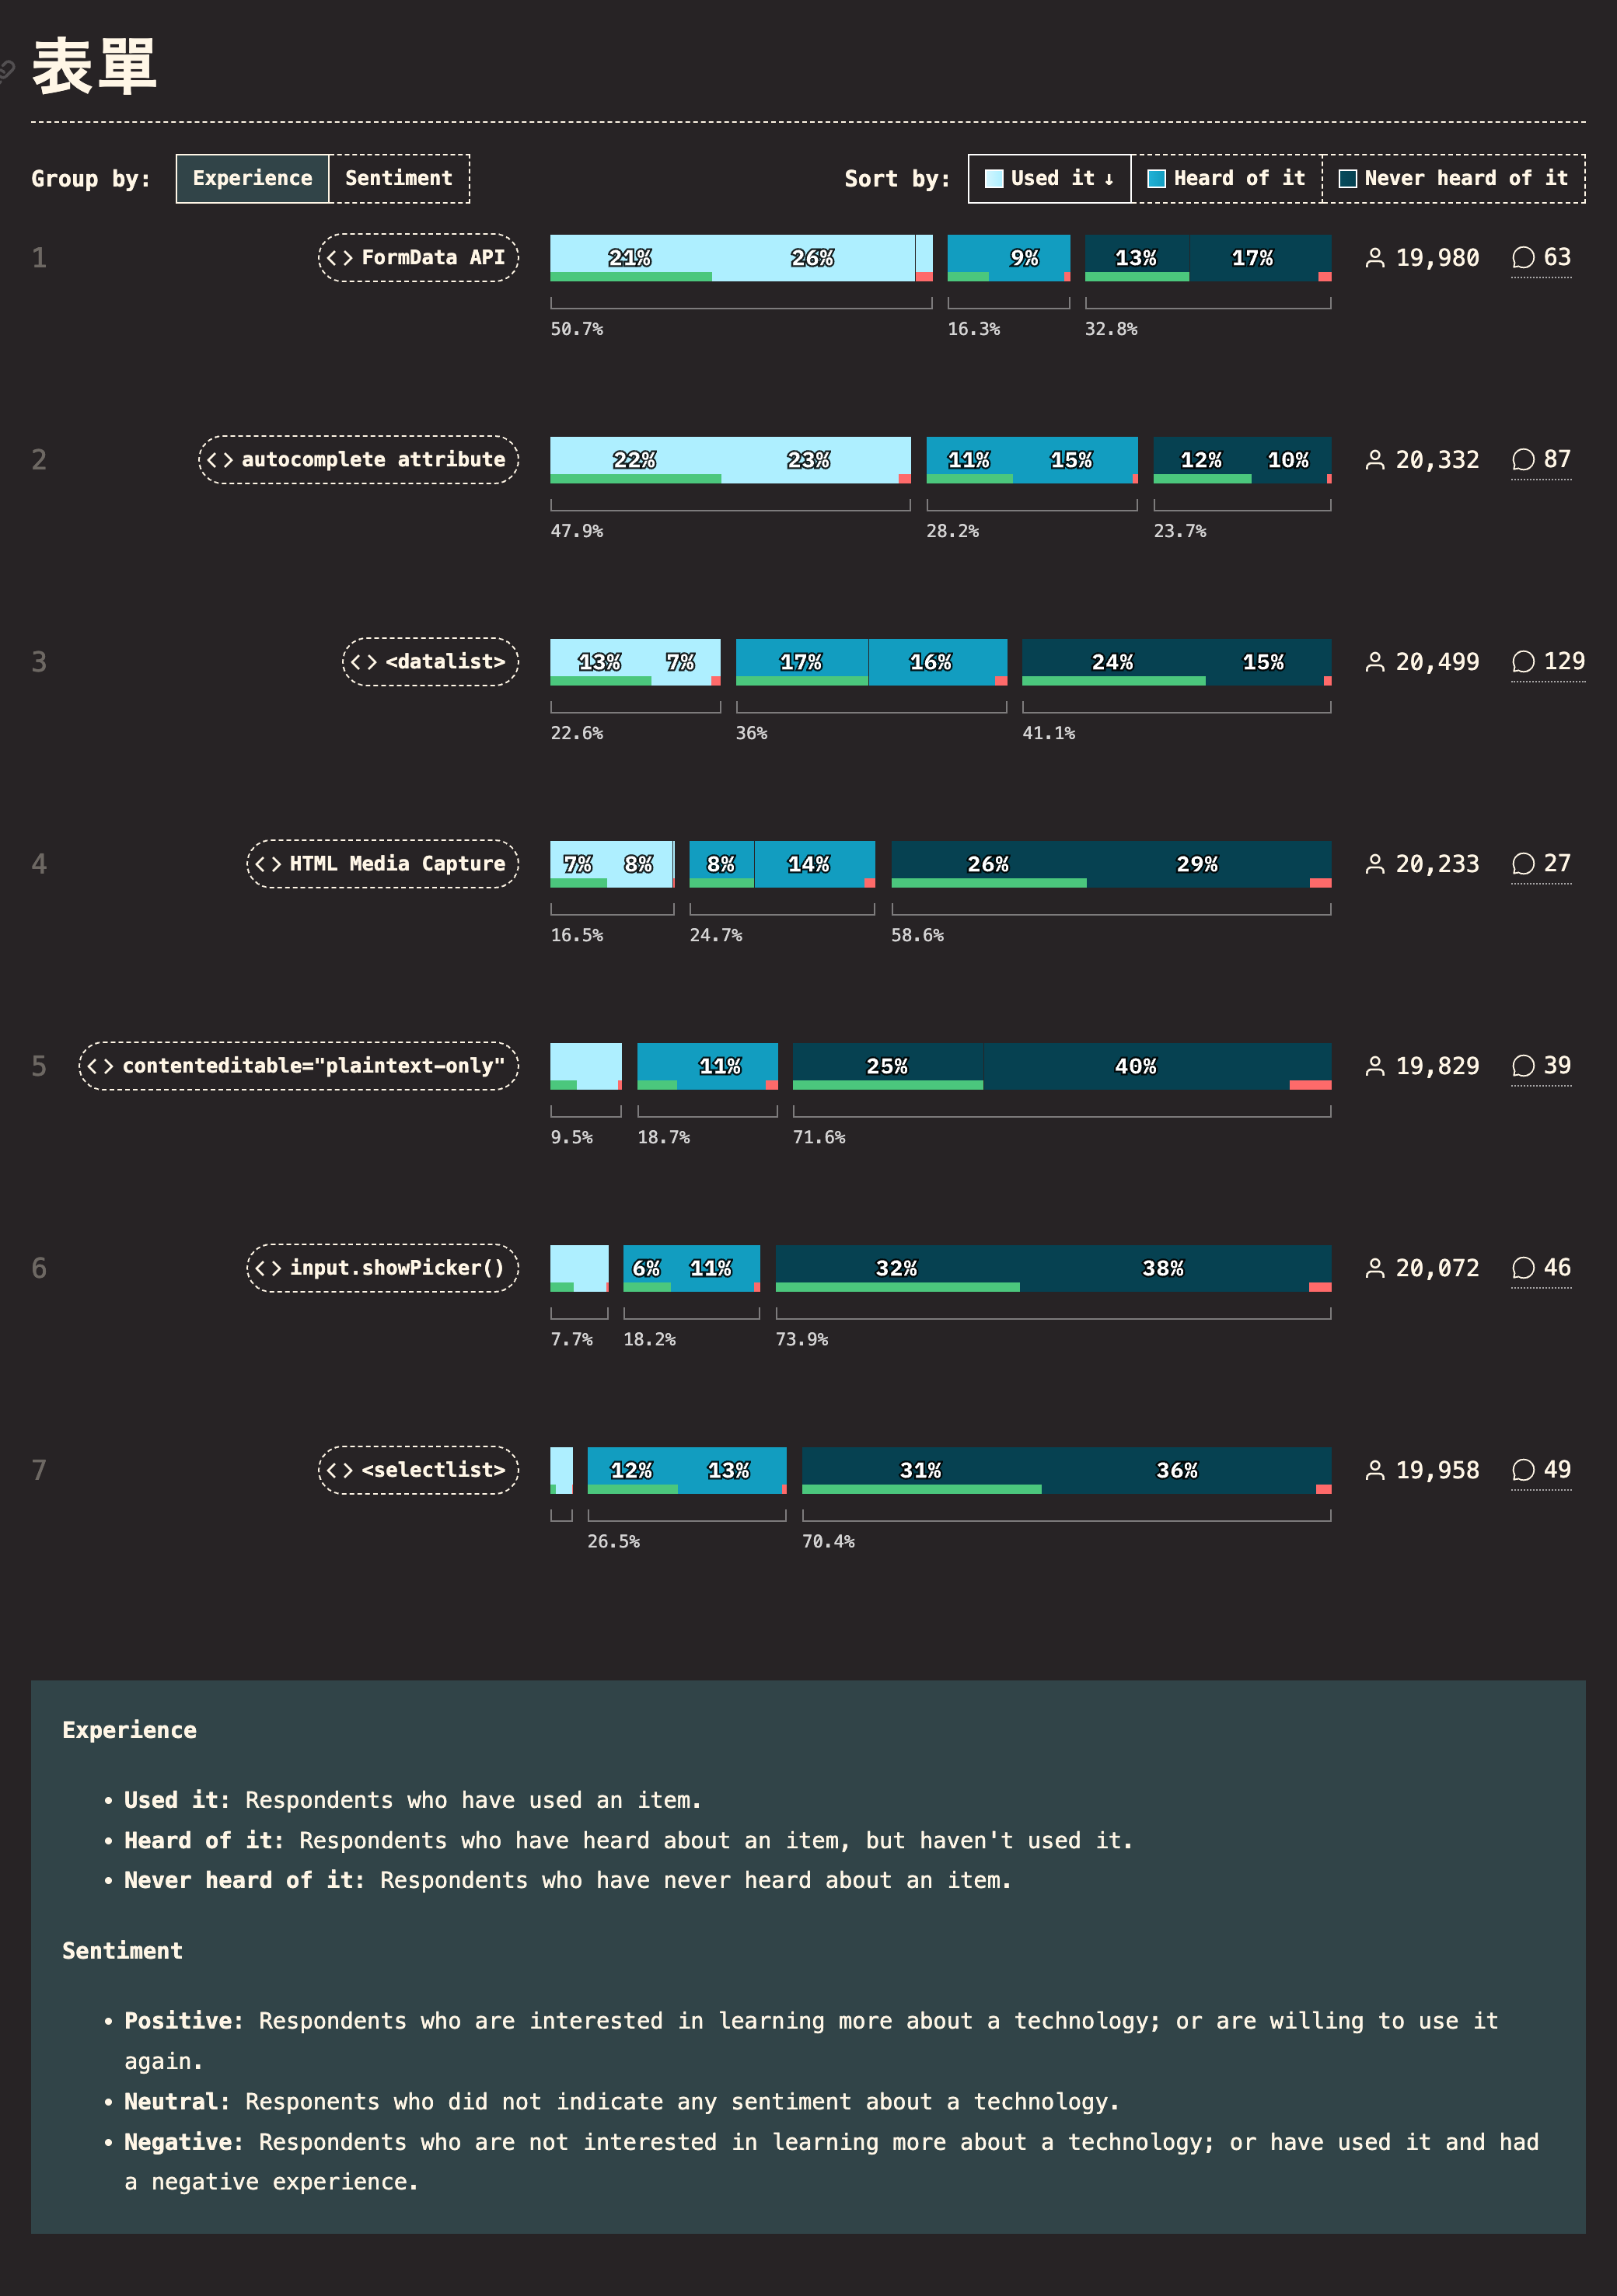 表單
Group by: Experience Sentiment Sort by: Used it ↓ Heard of it Never heard of it
1 <> FormData API 21% 26% 9% 13% 17% 19,980 63
50.7% 16.3% 32.8%
2 <> autocomplete attribute 22% 23% 11% 15% 12% 10% 20,332 87
47.9% 28.2% 23.7%
3 <> <datalist> 13% 7% 17% 16% 24% 15% 20,499 129
22.6% 36% 41.1%
4 <> HTML Media Capture 7% 8% 8% 14% 26% 29% 20,233 27
16.5% 24.7% 58.6%
5 <> contenteditable="plaintext-only" 11% 25% 40% 19,829 39
9.5% 18.7% 71.6%
6 <> input.showPicker() 6% 11% 32% 38% 20,072 46
7.7% 18.2% 73.9%
7 <> <selectlist> 12% 13% 31% 36% 19,958 49
26.5% 70.4%
Experience
• Used it: Respondents who have used an item.
• Heard of it: Respondents who have heard about an item, but haven't used it.
• Never heard of it: Respondents who have never heard about an item.
Sentiment
• Positive: Respondents who are interested in learning more about a technology; or are willing to use it
again.
• Neutral: Responents who did not indicate any sentiment about a technology.
• Negative: Respondents who are not interested in learning more about a technology; or have used it and had
a negative experience.